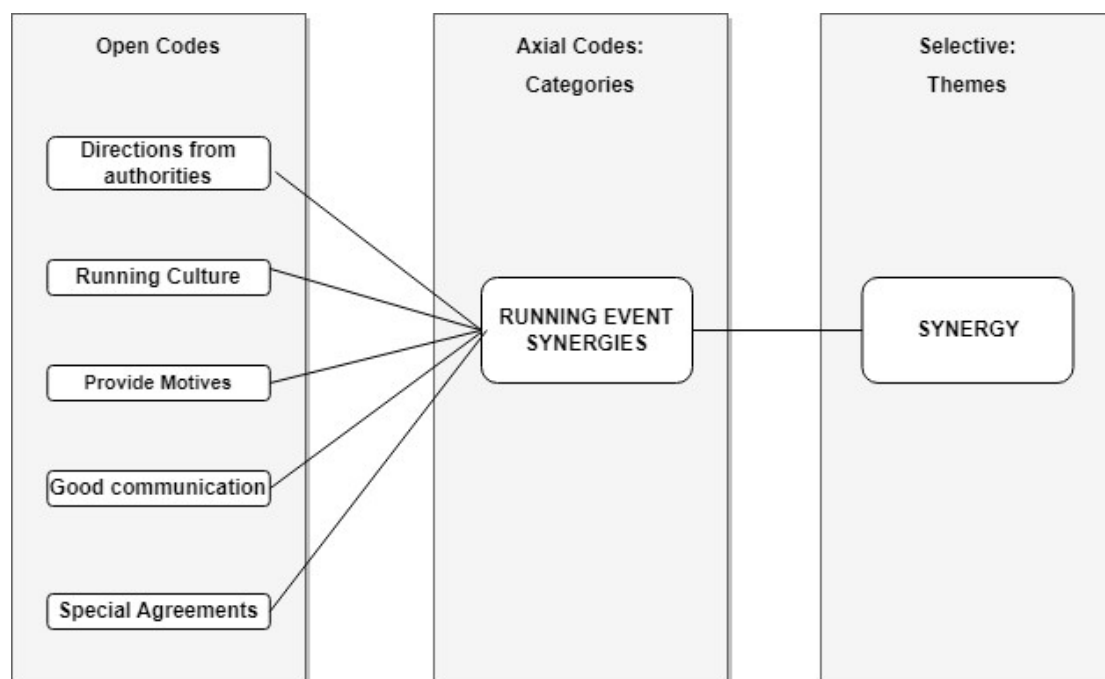 Open Codes
Directions from
authorities
Running Culture
Provide Motives
Good communication
Special Agreements
Axial Codes:
Categories
RUNNING EVENT
SYNERGIES
Selective:
Themes
SYNERGY